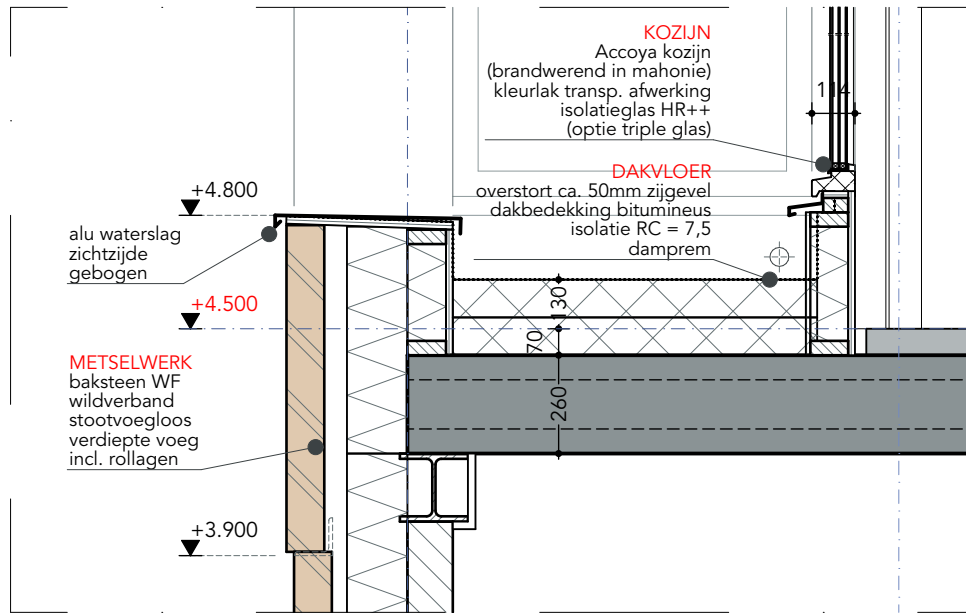 KOZIJN
Accoya kozijn
(brandwerend in mahonie)
kleurlak transp. afwerking
isolatieglas HR++
(optie triple glas)
114
DAKVLOER
overstort ca. 50mm zijgevel
dakbedekking bitumineus
isolatie RC = 7,5
damprem
+4.800
alu waterslag
zichtzijde
gebogen
+4.500
130
70
260
METSELWERK
baksteen WF
wildverband
stootvoegloos
verdiepte voeg
incl. rollagen
+3.900